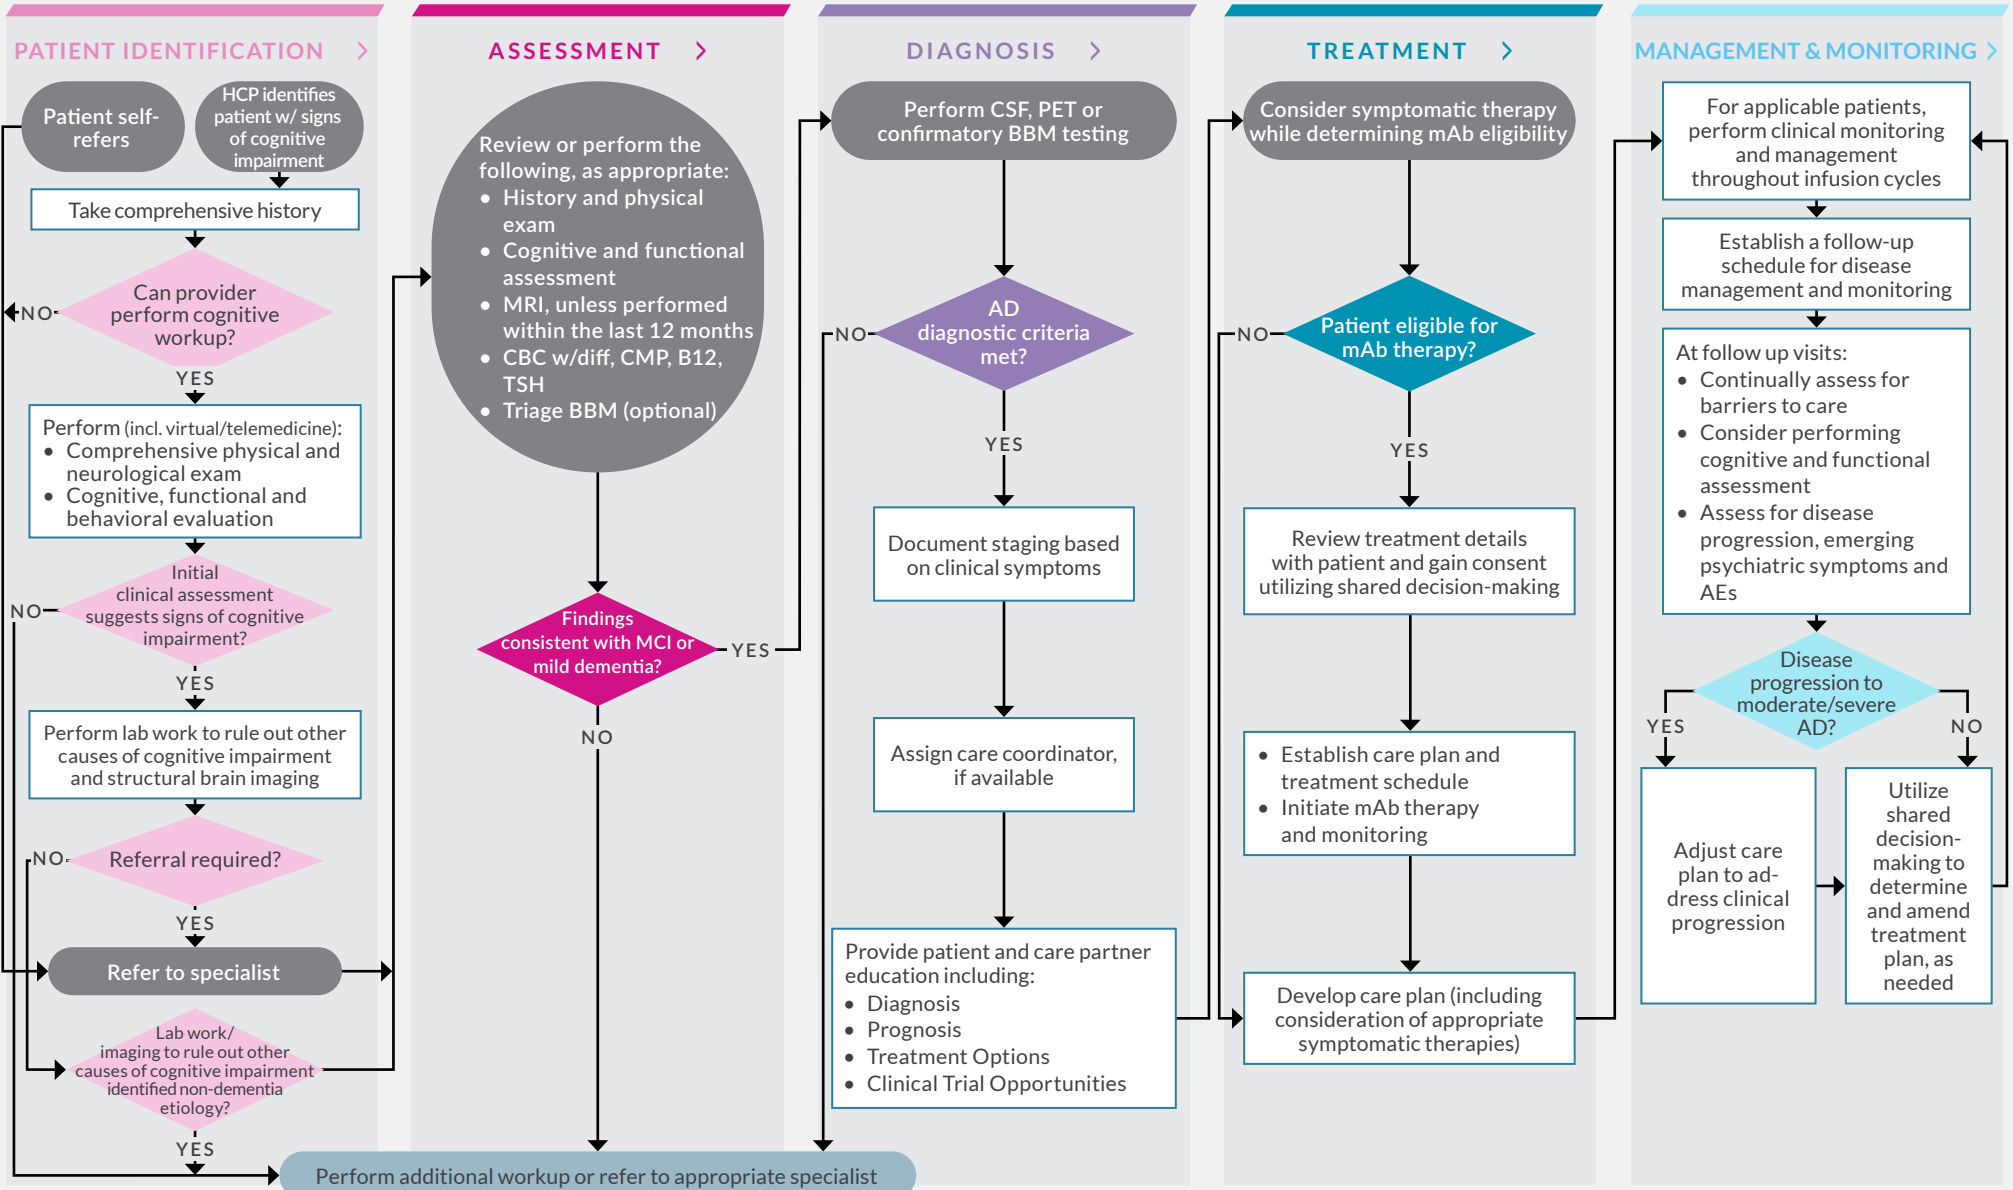 PATIENT IDENTIFICATION >
Patient self-
refers
HCP identifies
patient w/ signs
of cognitive
impairment
Take comprehensive history
Can provider
perform cognitive
workup?
NO
YES
Perform (incl. virtual/telemedicine):
• Comprehensive physical and
neurological exam
• Cognitive, functional and
behavioral evaluation
Initial
clinical assessment
suggests signs of cognitive
impairment?
NO
YES
Perform lab work to rule out other
causes of cognitive impairment
and structural brain imaging
Referral required?
NO
YES
Refer to specialist
Lab work/
imaging to rule out other
causes of cognitive impairment
identified non-dementia
etiology?
YES
ASSESSMENT >
Review or perform the
following, as appropriate:
• History and physical
exam
• Cognitive and functional
assessment
• MRI, unless performed
within the last 12 months
• CBC w/diff, CMP, B12,
TSH
• Triage BBM (optional)
Findings
consistent with MCI or
mild dementia?
YES
NO
Perform additional workup or refer to appropriate specialist
DIAGNOSIS >
Perform CSF, PET or
confirmatory BBM testing
AD
diagnostic criteria
met?
NO
YES
Document staging based
on clinical symptoms
Assign care coordinator,
if available
Provide patient and care partner
education including:
• Diagnosis
• Prognosis
• Treatment Options
• Clinical Trial Opportunities
TREATMENT >
Consider symptomatic therapy
while determining mAb eligibility
Patient eligible for
mAb therapy?
NO
YES
Review treatment details
with patient and gain consent
utilizing shared decision-making
• Establish care plan and
treatment schedule
• Initiate mAb therapy
and monitoring
Develop care plan (including
consideration of appropriate
symptomatic therapies)
MANAGEMENT & MONITORING >
For applicable patients,
perform clinical monitoring
and management
throughout infusion cycles
Establish a follow-up
schedule for disease
management and monitoring
At follow up visits:
• Continually assess for
barriers to care
• Consider performing
cognitive and functional
assessment
• Assess for disease
progression, emerging
psychiatric symptoms and
AEs
Disease
progression to
moderate/severe
AD?
YES
NO
Adjust care
plan to ad-
dress clinical
progression
Utilize
shared
decision-
making to
determine
and amend
treatment
plan, as
needed